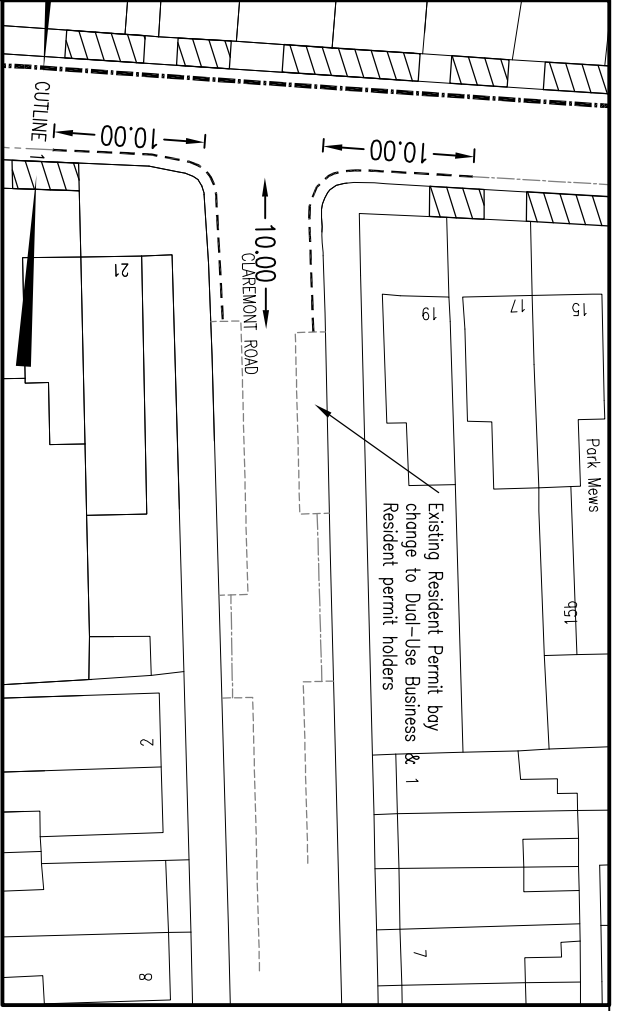 CUTLINE 1
10.00
10.00
10.00
CLAREMONT ROAD
21
19
17
15
Park Mews
15b
Existing Resident Permit bay
change to Dual-Use Business &
Resident permit holders
1
2
7
8